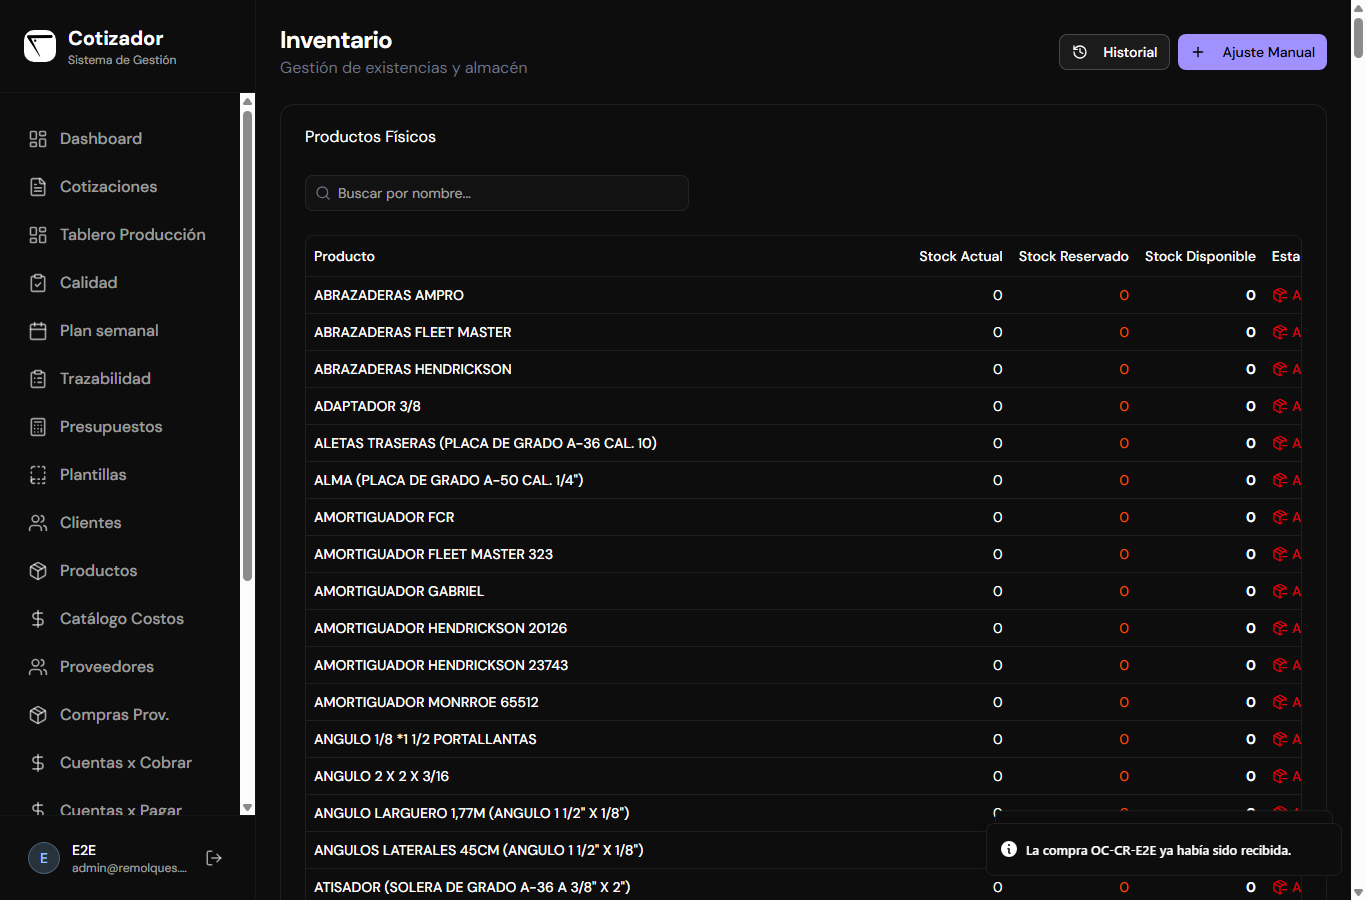 Cotizador
Sistema de Gestión
Dashboard
Cotizaciones
Tablero Producción
Calidad
Plan semanal
Trazabilidad
Presupuestos
Plantillas
Clientes
Productos
Catálogo Costos
Proveedores
Compras Prov.
Cuentas x Cobrar
Cuentas x Pagar
E
E2E
admin@remolques....
Inventario
Gestión de existencias y almacén
Historial
Ajuste Manual
Productos Físicos
Buscar por nombre...
Producto Stock Actual Stock Reservado Stock Disponible Esta
ABRAZADERAS AMPRO 0 0 0 A
ABRAZADERAS FLEET MASTER 0 0 0 A
ABRAZADERAS HENDRICKSON 0 0 0 A
ADAPTADOR 3/8 0 0 0 A
ALETAS TRASERAS (PLACA DE GRADO A-36 CAL. 10) 0 0 0 A
ALMA (PLACA DE GRADO A-50 CAL. 1/4") 0 0 0 A
AMORTIGUADOR FCR 0 0 0 A
AMORTIGUADOR FLEET MASTER 323 0 0 0 A
AMORTIGUADOR GABRIEL 0 0 0 A
AMORTIGUADOR HENDRICKSON 20126 0 0 0 A
AMORTIGUADOR HENDRICKSON 23743 0 0 0 A
AMORTIGUADOR MONRROE 65512 0 0 0 A
ANGULO 1/8 *1 1/2 PORTALLANTAS 0 0 0 A
ANGULO 2 X 2 X 3/16 0 0 0 A
ANGULO LARGUERO 1,77M (ANGULO 1 1/2" X 1/8")
ANGULOS LATERALES 45CM (ANGULO 1 1/2" X 1/8")
ATISADOR (SOLERA DE GRADO A-36 A 3/8" X 2") 0 0 0 A
La compra OC-CR-E2E ya había sido recibida.